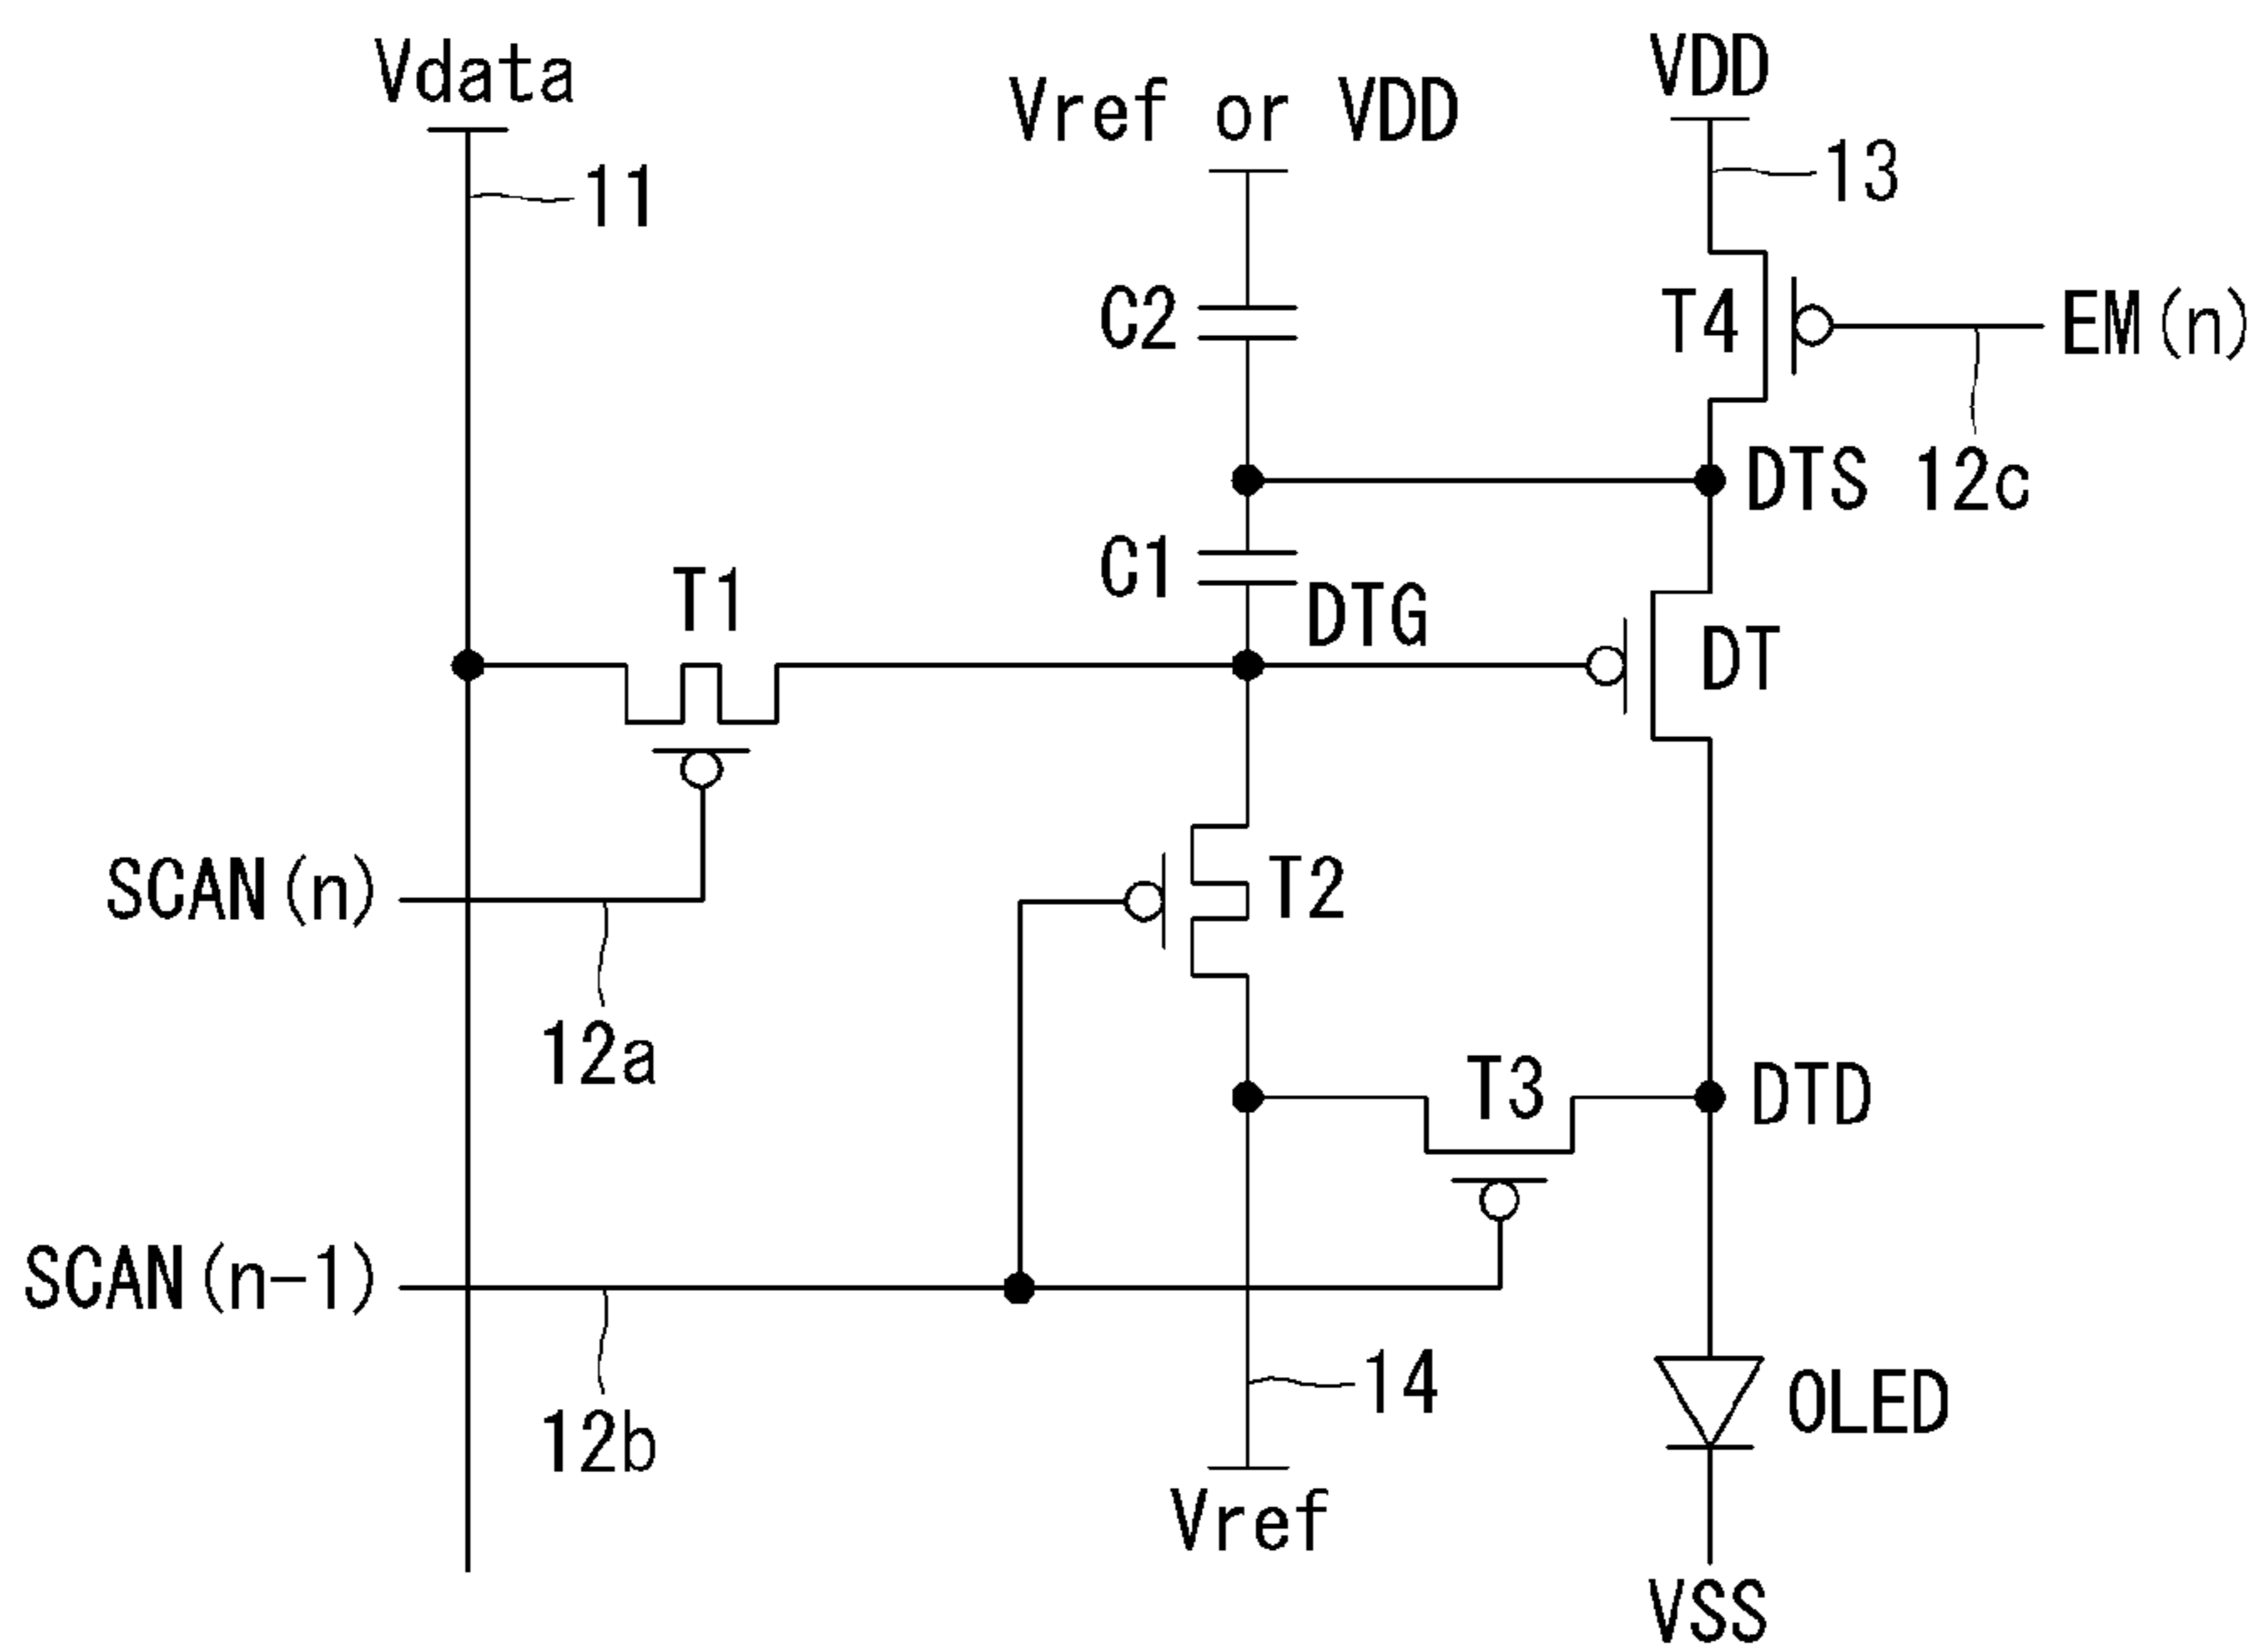 Vdata
Vref or VDD
VDD
11
13
C2
T4
EM(n)
DTS
12c
C1
T1
DTG
DT
SCAN(n)
T2
12a
T3
DTD
SCAN(n-1)
14
OLED
12b
Vref
VSS